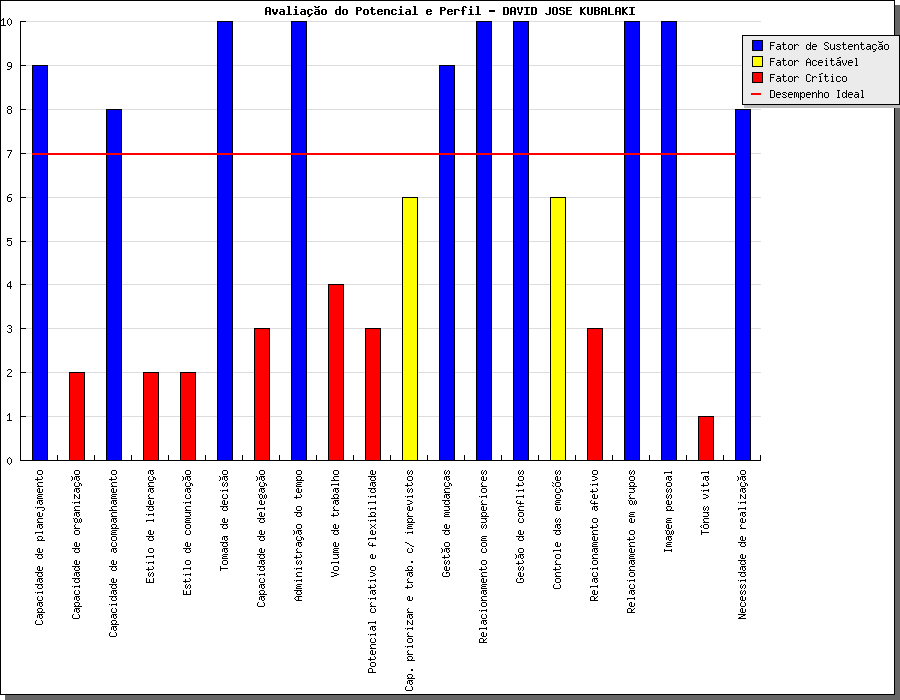 Avaliação do Potencial e Perfil - DAVID JOSE KUBALAKI
Fator de Sustentação
Fator Aceitável
Fator Crítico
Desempenho Ideal
10
9
8
7
6
5
4
3
2
1
0
Capacidade de planejamento
Capacidade de organização
Capacidade de acompanhamento
Estilo de liderança
Estilo de comunicação
Tomada de decisão
Capacidade de delegação
Administração do tempo
Volume de trabalho
Potencial criativo e flexibilidade
Cap. priorizar e trab. c/ imprevistos
Gestão de mudanças
Relacionamento com superiores
Gestão de conflitos
Controle das emoções
Relacionamento afetivo
Relacionamento em grupos
Imagem pessoal
Tônus vital
Necessidade de realização